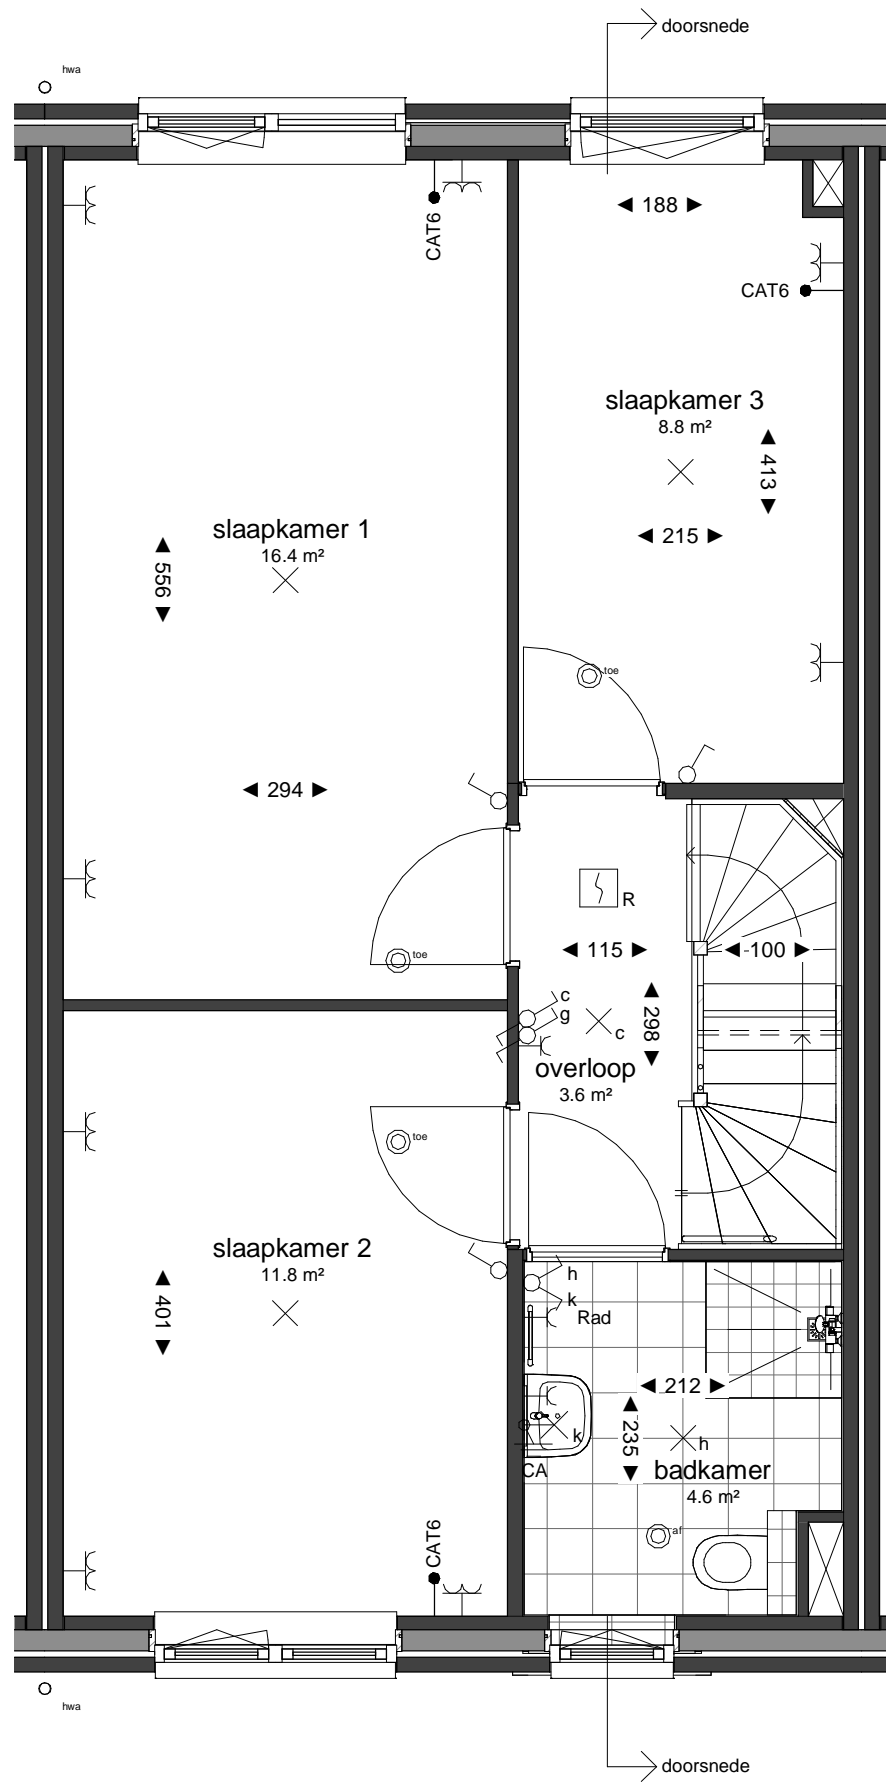 doorsnede
hwa
188
CAT6
CAT6
slaapkamer 3
8.8 m²
413
215
slaapkamer 1
16.4 m²
556
toe
294
R
toe
115
100
c
g
c
298
overloop
3.6 m²
toe
slaapkamer 2
11.8 m²
401
h
k
Rad
212
235
k
h
CA
badkamer
4.6 m²
af
CAT6
hwa
doorsnede